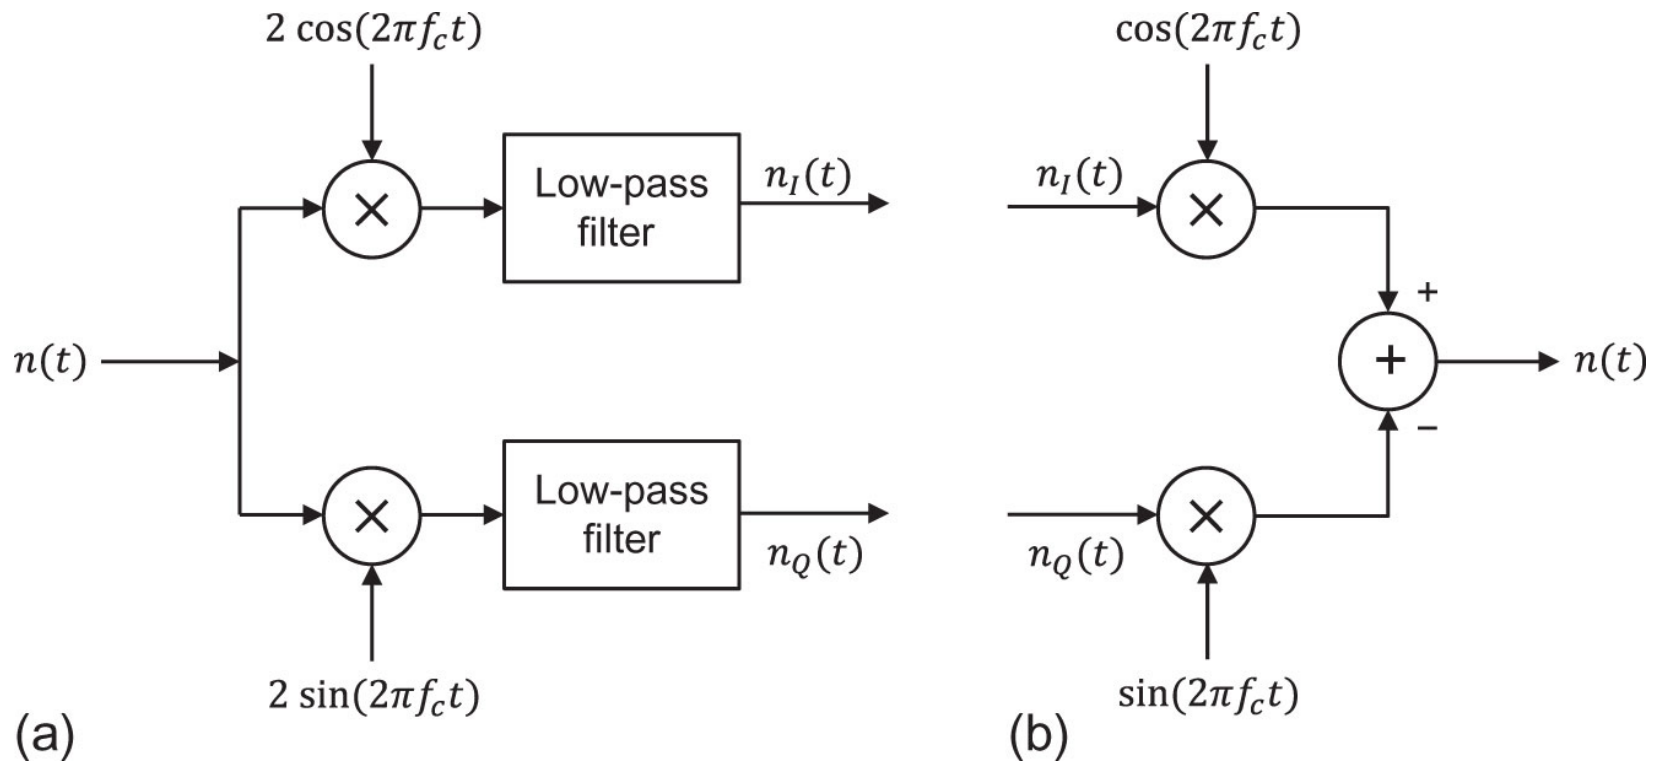 2 cos(2πf_c t)
Low-pass
filter
n_I(t)
n(t)
Low-pass
filter
n_Q(t)
2 sin(2πf_c t)
(a)
cos(2πf_c t)
n_I(t)
+
+
n(t)
−
n_Q(t)
sin(2πf_c t)
(b)